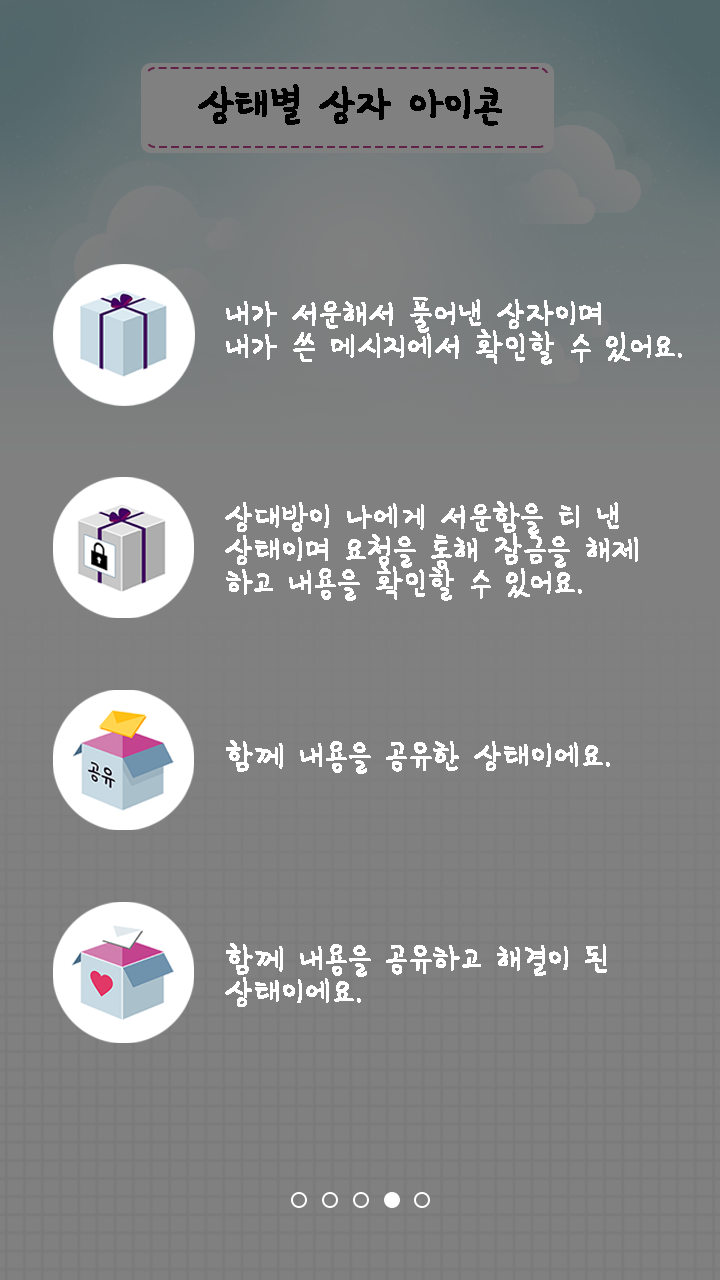 상태별 상자 아이콘
내가 서운해서 풀어낸 상자이며
내가 쓴 메시지에서 확인할 수 있어요.
상대방이 나에게 서운함을 티 낸
상태이며 요청을 통해 잠금을 해제
하고 내용을 확인할 수 있어요.
공유
함께 내용을 공유한 상태이에요.
함께 내용을 공유하고 해결이 된
상태이에요.